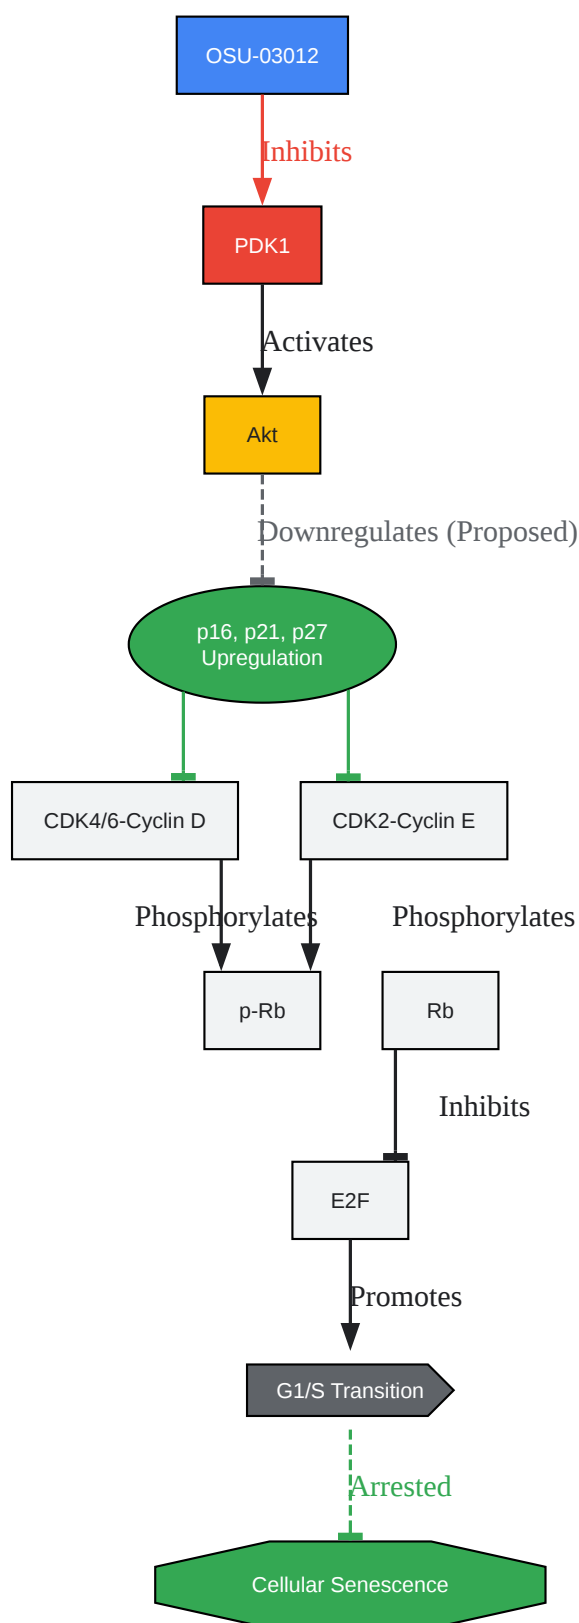 OSU-03012
Inhibits
PDK1
Activates
Akt
Downregulates (Proposed)
p16, p21, p27
Upregulation
CDK4/6-Cyclin D
CDK2-Cyclin E
Phosphorylates
Phosphorylates
p-Rb
Rb
Inhibits
E2F
Promotes
G1/S Transition
Arrested
Cellular Senescence